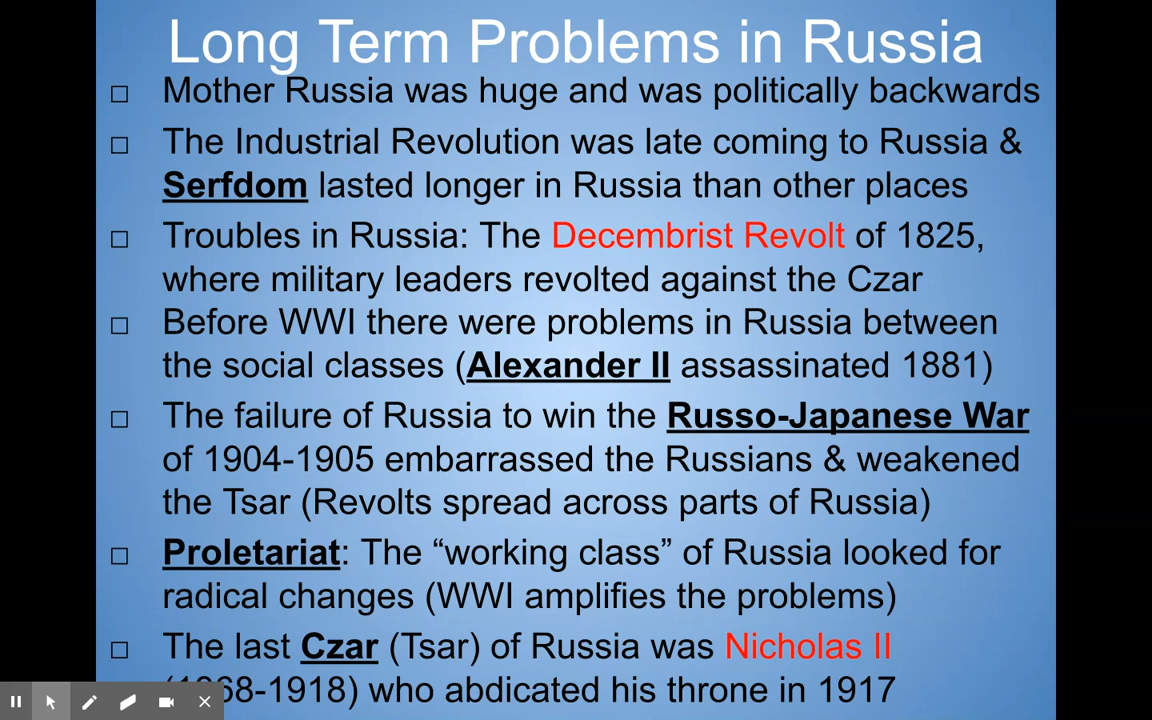 Long Term Problems in Russia
Mother Russia was huge and was politically backwards
The Industrial Revolution was late coming to Russia &
Serfdom lasted longer in Russia than other places
Troubles in Russia: The Decembrist Revolt of 1825,
where military leaders revolted against the Czar
Before WWI there were problems in Russia between
the social classes (Alexander II assassinated 1881)
The failure of Russia to win the Russo-Japanese War
of 1904-1905 embarrassed the Russians & weakened
the Tsar (Revolts spread across parts of Russia)
Proletariat: The “working class” of Russia looked for
radical changes (WWI amplifies the problems)
The last Czar (Tsar) of Russia was Nicholas II
(1868-1918) who abdicated his throne in 1917